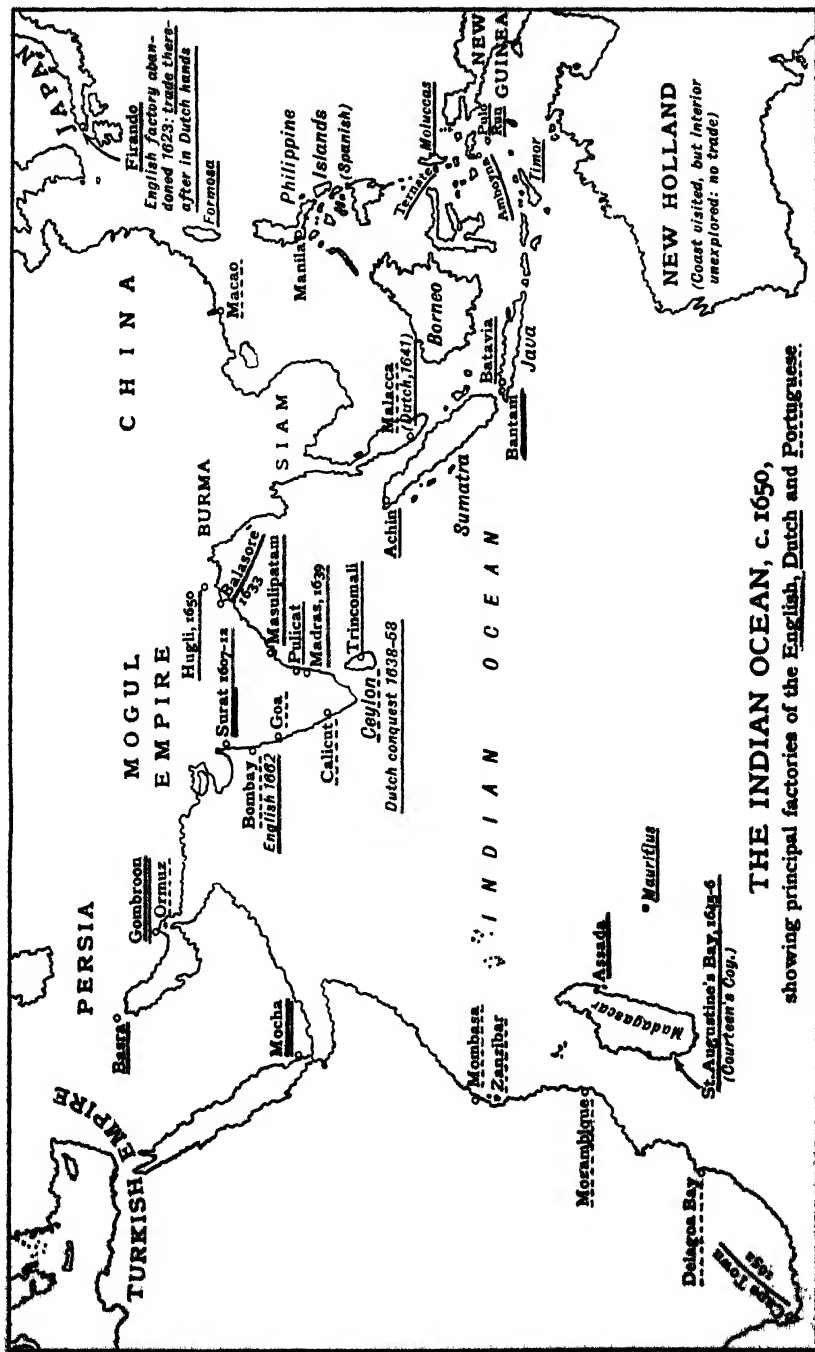 THE INDIAN OCEAN, c. 1650,
showing principal factories of the English, Dutch and Portuguese
TURKISH EMPIRE
PERSIA
MOGUL
EMPIRE
BURMA
SIAM
CHINA
JAPAN
Firando
English factory aban-
doned 1623: trade there-
after in Dutch hands
Formosa
Macao
Basra
Gombroon
Ormuz
Mocha
Surat 1607-12
Bombay
English 1662
Goa
Calicut
Hugli, 1650
Balasore
1633
Masulipatam
Pulicat
Madras, 1639
Trincomali
Ceylon
Dutch conquest 1638-58
Philippine
Islands
(Spanish)
Manila
Malacca
(Dutch, 1641)
Achin
Sumatra
Borneo
Batavia
Bantam
Java
Ternate
Moluccas
Amboyna
Pulo
Run
NEW
GUINEA
Timor
NEW HOLLAND
(Coast visited, but interior
unexplored: no trade)
INDIAN OCEAN
Mombasa
Zanzibar
Mozambique
Delagoa Bay
Cape Town
1652
Madagascar
Assada
Mauritius
St. Augustine's Bay, 1645-6
(Courteen's Coy.)